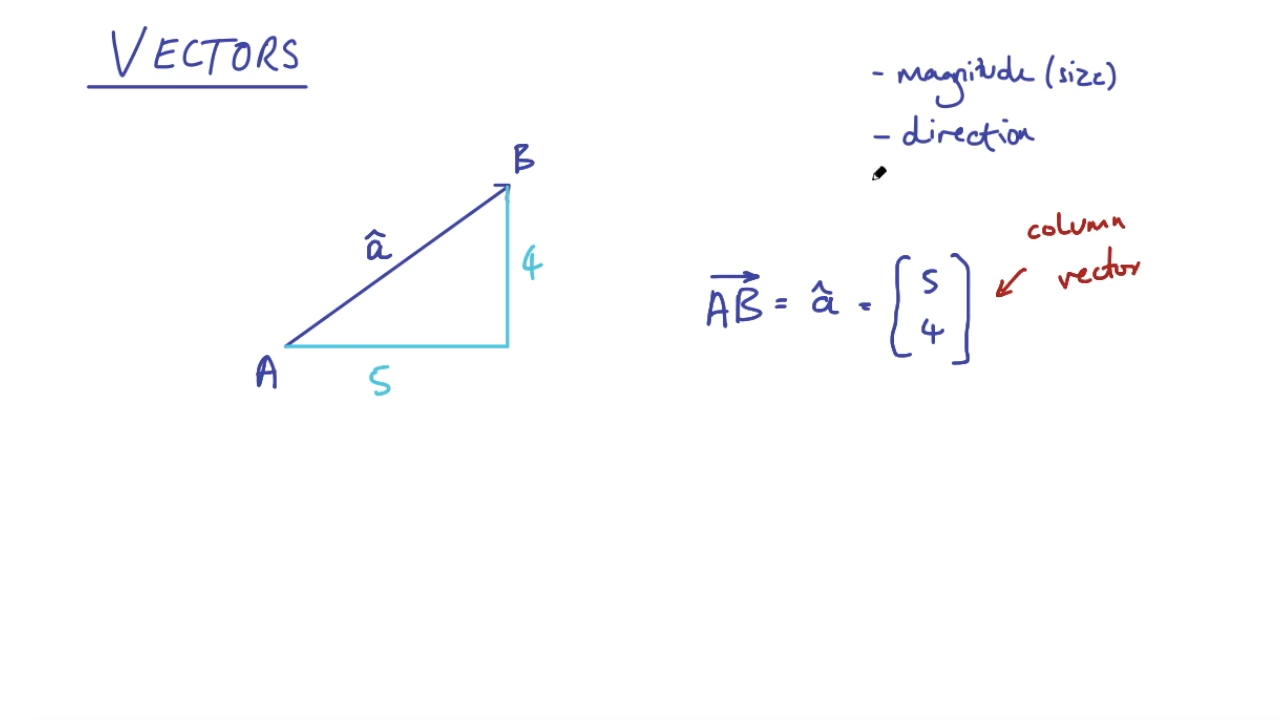 VECTORS
- magnitude (size)
- direction
B
â
4
A
5
column
vector
AB = â = [5
4]